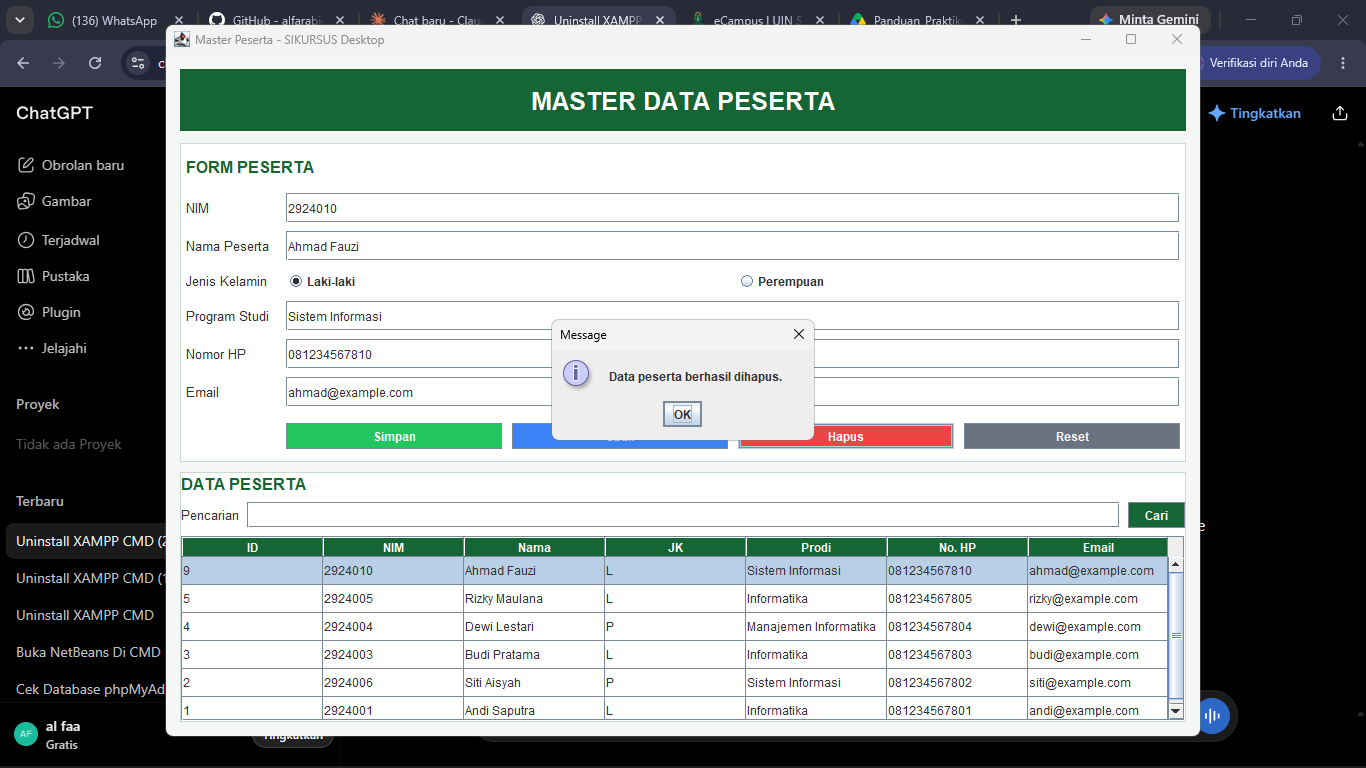 (136) WhatsApp
GitHub - alfarabi
Chat baru - Clau
Uninstall XAMPP
eCampus UIN S
Panduan_Praktik
Minta Gemini
Verifikasi diri Anda
Master Peserta - SIKURSUS Desktop
ChatGPT
Tingkatkan
Obrolan baru
Gambar
Terjadwal
Pustaka
Plugin
Jelajahi
Proyek
Tidak ada Proyek
Terbaru
Uninstall XAMPP CMD (2
Uninstall XAMPP CMD (1
Uninstall XAMPP CMD
Buka NetBeans Di CMD
Cek Database phpMyAd
AF
al faa
Gratis
MASTER DATA PESERTA
FORM PESERTA
NIM 2924010
Nama Peserta Ahmad Fauzi
Jenis Kelamin Laki-laki Perempuan
Program Studi Sistem Informasi
Nomor HP 081234567810
Email ahmad@example.com
Message
Data peserta berhasil dihapus.
OK
Simpan Hapus Reset
DATA PESERTA
Pencarian Cari
ID NIM Nama JK Prodi No. HP Email
9 2924010 Ahmad Fauzi L Sistem Informasi 081234567810 ahmad@example.com
5 2924005 Rizky Maulana L Informatika 081234567805 rizky@example.com
4 2924004 Dewi Lestari P Manajemen Informatika 081234567804 dewi@example.com
3 2924003 Budi Pratama L Informatika 081234567803 budi@example.com
2 2924006 Siti Aisyah P Sistem Informasi 081234567802 siti@example.com
1 2924001 Andi Saputra L Informatika 081234567801 andi@example.com